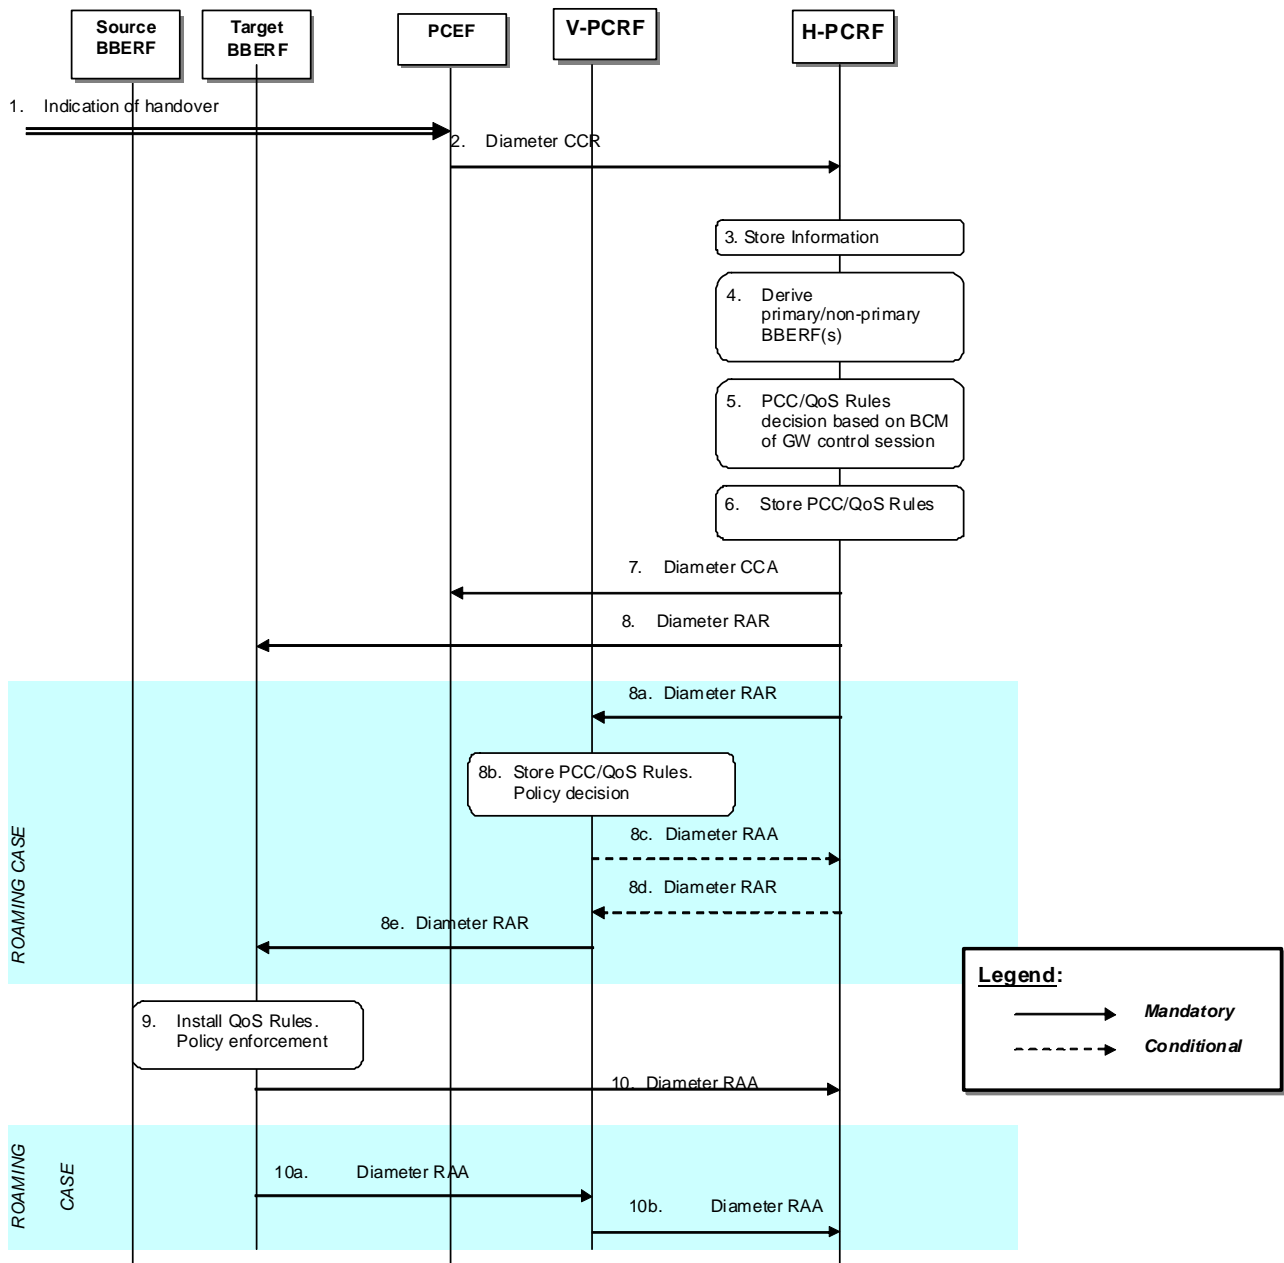 Source
BBERF
Target
BBERF
PCEF
V-PCRF
H-PCRF
1. Indication of handover
2. Diameter CCR
3. Store Information
4. Derive
primary/non-primary
BBERF(s)
5. PCC/QoS Rules
decision based on BCM
of GW control session
6. Store PCC/QoS Rules
7. Diameter CCA
8. Diameter RAR
ROAMING CASE
8a. Diameter RAR
8b. Store PCC/QoS Rules.
Policy decision
8c. Diameter RAA
8d. Diameter RAR
8e. Diameter RAR
Legend:
Mandatory
Conditional
9. Install QoS Rules.
Policy enforcement
10. Diameter RAA
ROAMING
CASE
10a. Diameter RAA
10b. Diameter RAA